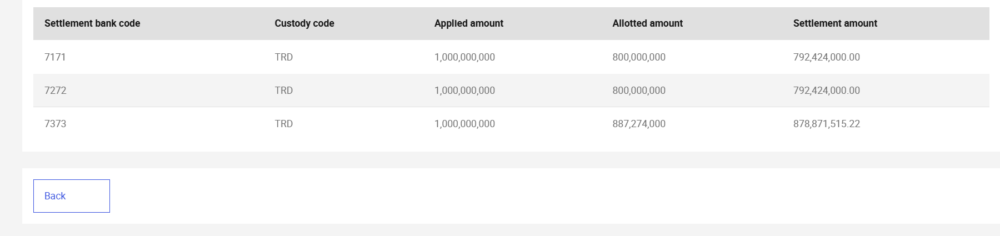 Settlement bank code Custody code Applied amount Allotted amount Settlement amount
7171 TRD 1,000,000,000 800,000,000 792,424,000.00
7272 TRD 1,000,000,000 800,000,000 792,424,000.00
7373 TRD 1,000,000,000 887,274,000 878,871,515.22
Back